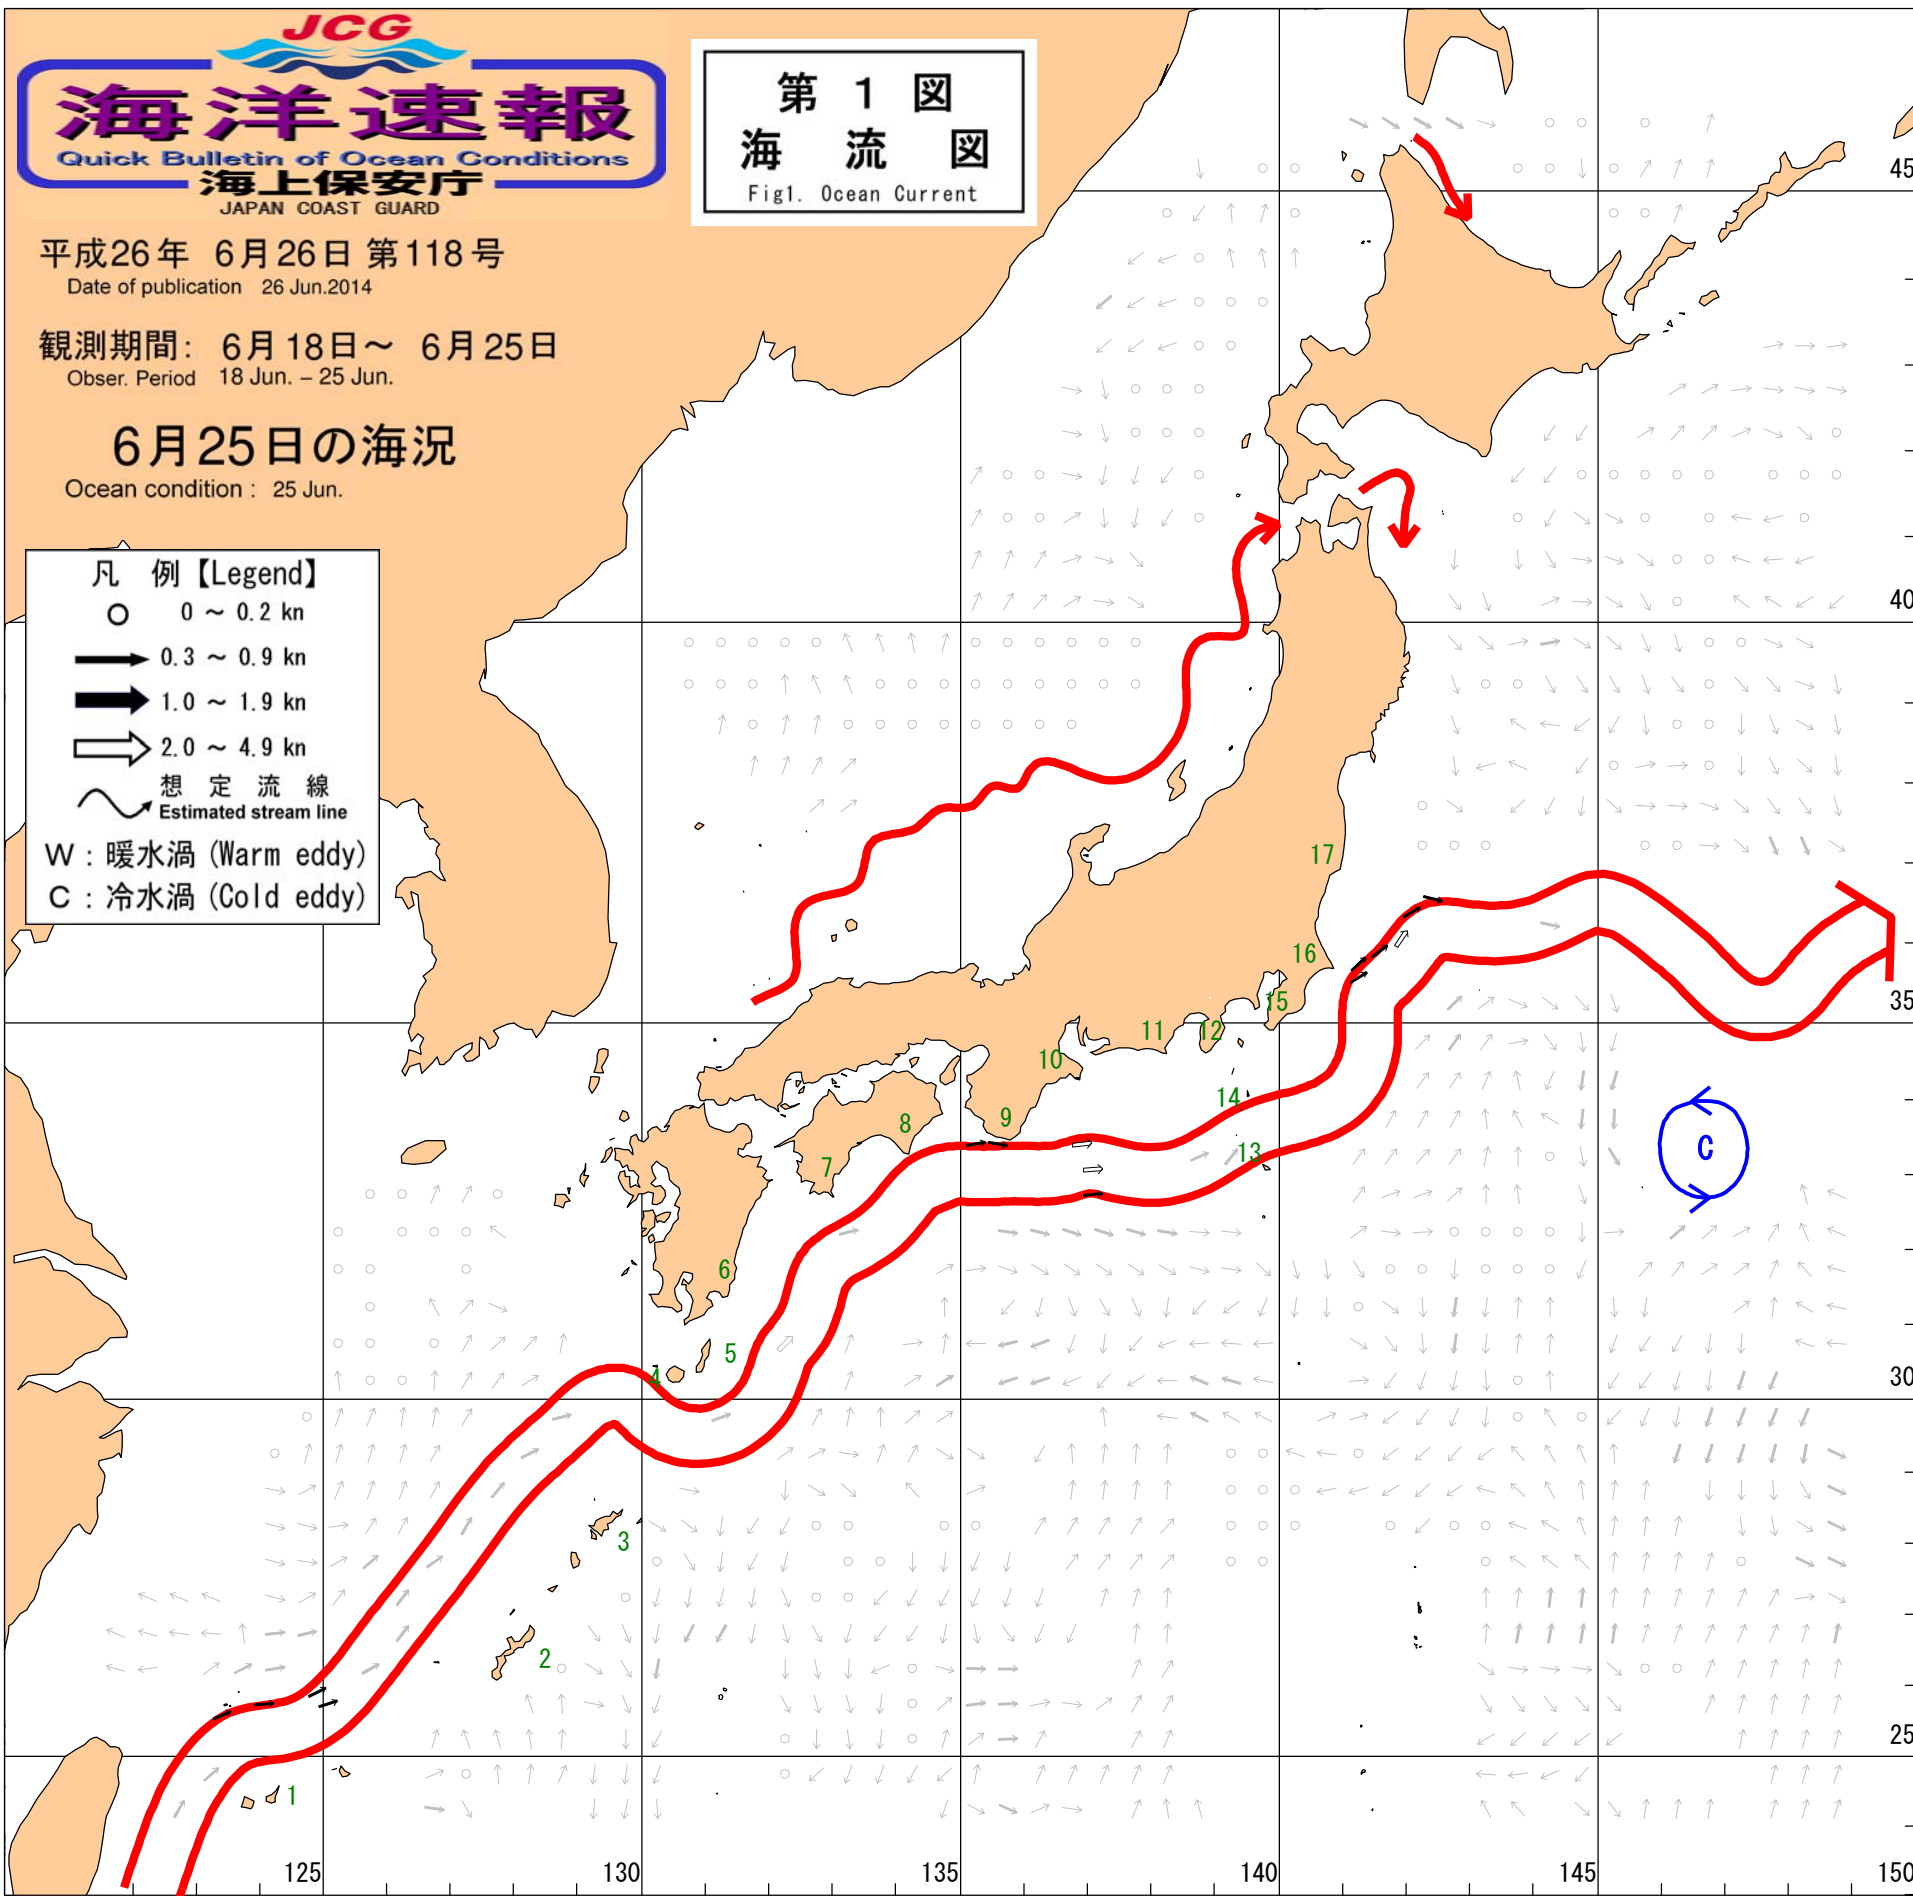 JCG
海洋速報
Quick Bulletin of Ocean Conditions
海上保安庁
JAPAN COAST GUARD
第 1 図
海 流 図
Fig1. Ocean Current
平成26年 6月26日 第118号
Date of publication 26 Jun.2014
観測期間: 6月18日～ 6月25日
Obser. Period 18 Jun. – 25 Jun.
6月25日の海況
Ocean condition : 25 Jun.
凡 例【Legend】
0 ～ 0.2 kn
0.3 ～ 0.9 kn
1.0 ～ 1.9 kn
2.0 ～ 4.9 kn
想 定 流 線
Estimated stream line
W : 暖水渦 (Warm eddy)
C : 冷水渦 (Cold eddy)
45
40
17
16
35
15
14
13
12
11
10
9
8
7
6
5
4
3
2
1
C
30
25
125
130
135
140
145
150